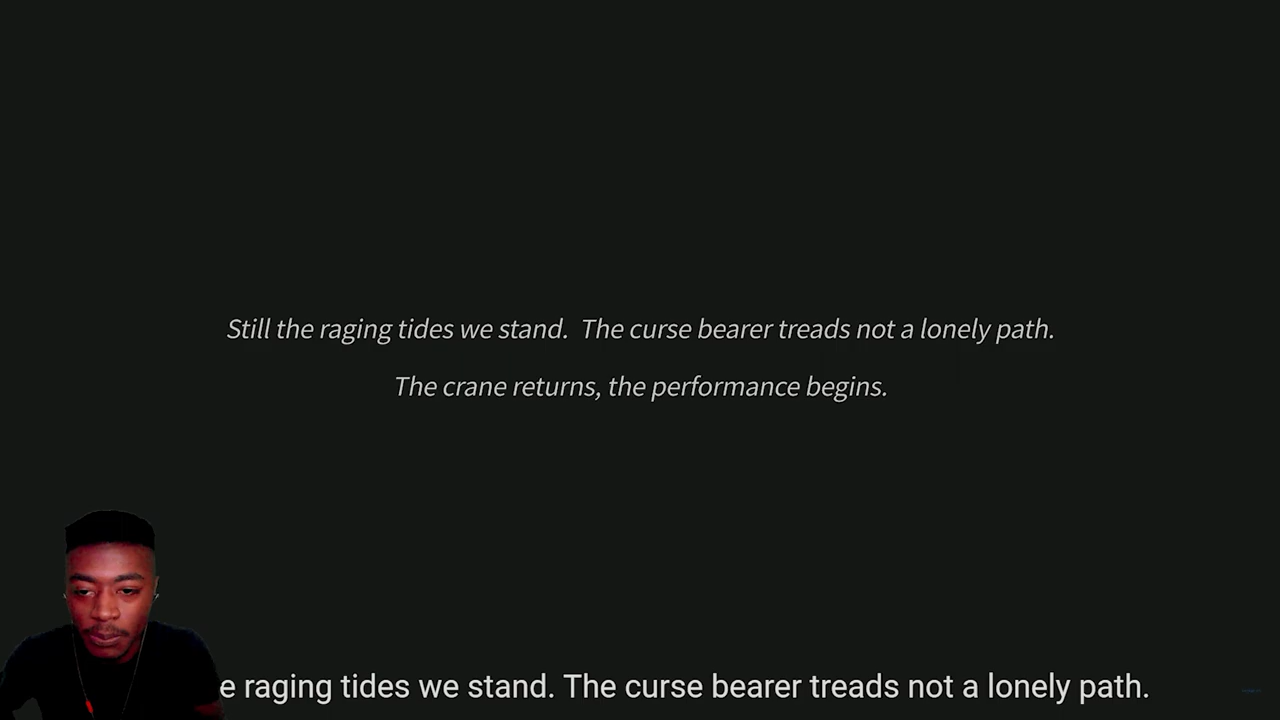 Still the raging tides we stand. The curse bearer treads not a lonely path.
The crane returns, the performance begins.
raging tides we stand. The curse bearer treads not a lonely path.